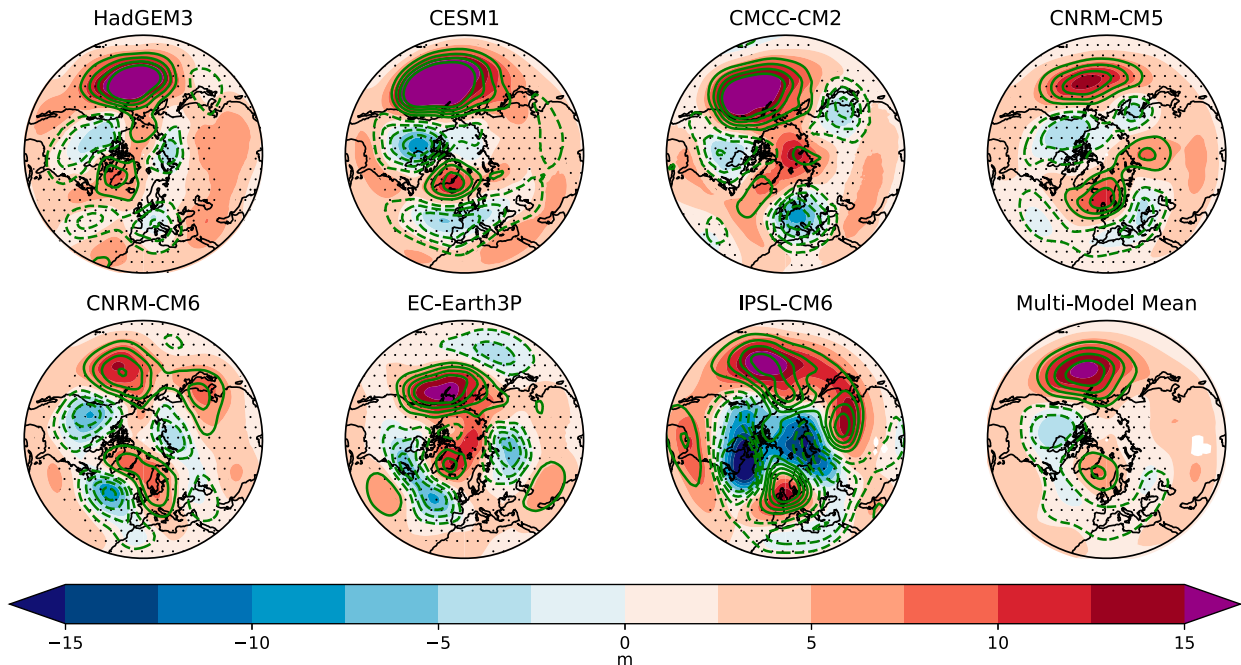 HadGEM3 CESM1 CMCC-CM2 CNRM-CM5
CNRM-CM6 EC-Earth3P IPSL-CM6 Multi-Model Mean
−15 −10 −5 0 5 10 15
m